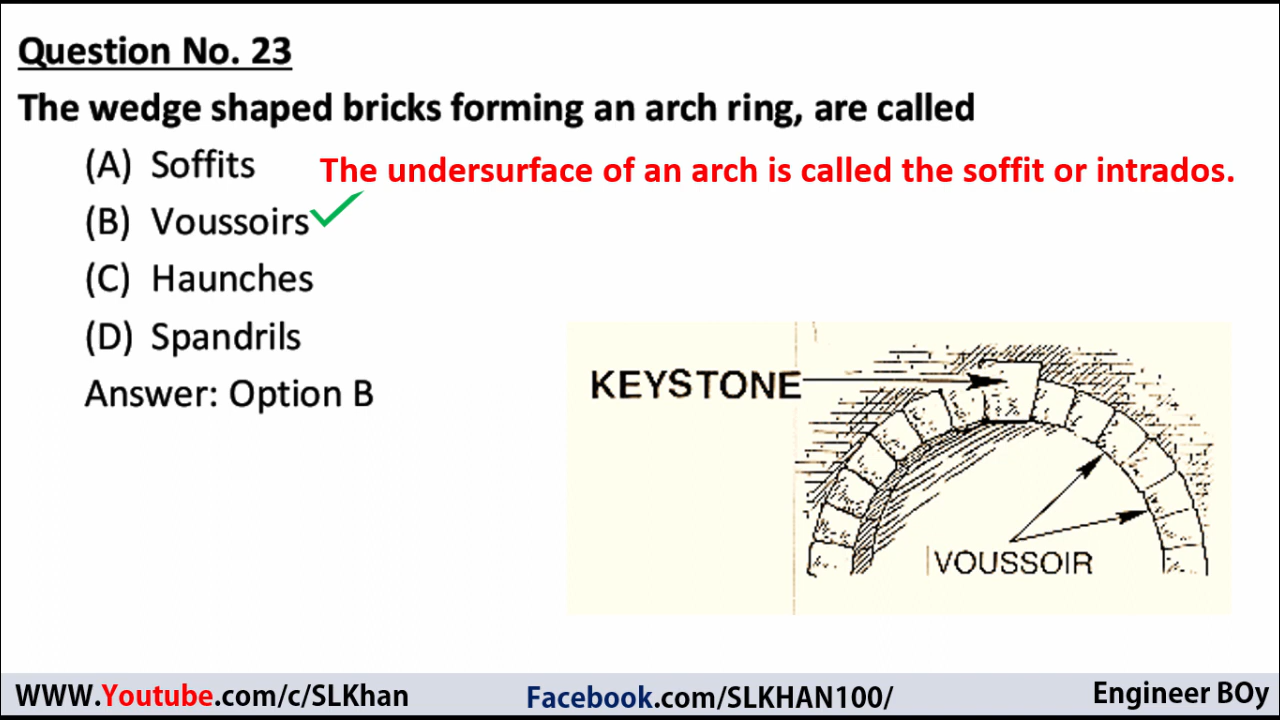 Question No. 23
The wedge shaped bricks forming an arch ring, are called
(A) Soffits
The undersurface of an arch is called the soffit or intrados.
(B) Voussoirs
(C) Haunches
(D) Spandrils
Answer: Option B
KEYSTONE
VOUSSOIR
WWW.Youtube.com/c/SLKhan
Facebook.com/SLKHAN100/
Engineer BOy